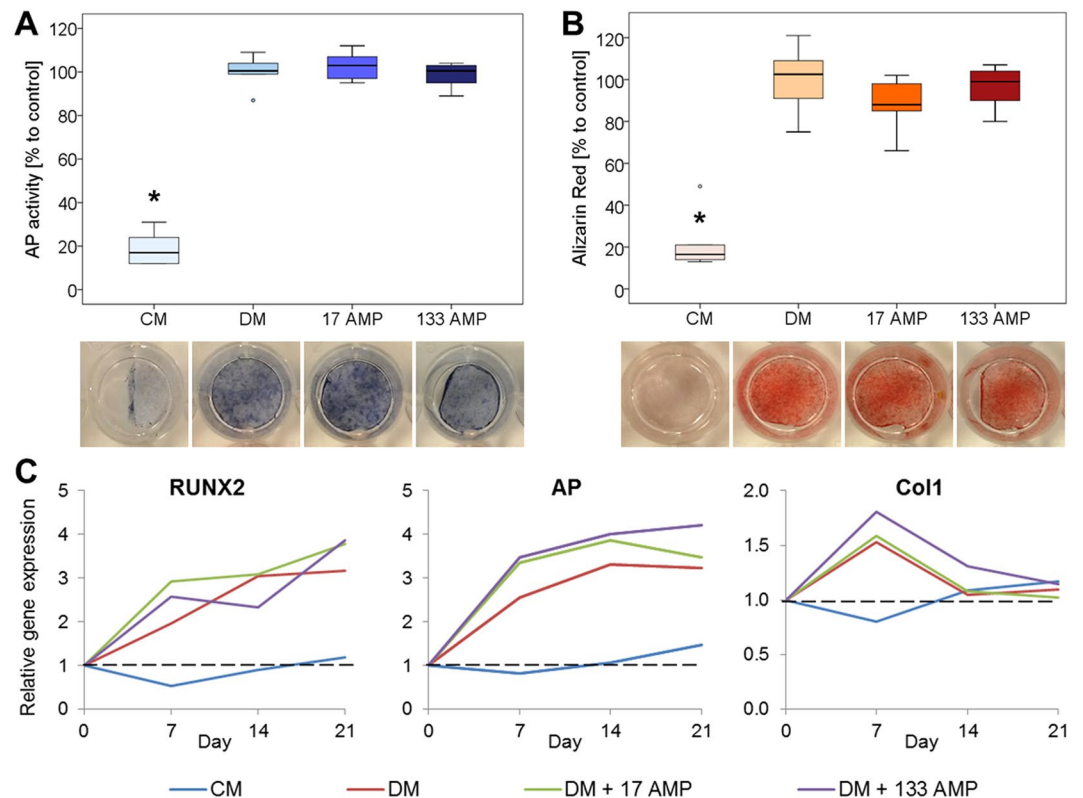 A
AP activity [% to control]
120
100
80
60
40
20
0
*
CM DM 17 AMP 133 AMP
B
Alizarin Red [% to control]
120
100
80
60
40
20
0
*
CM DM 17 AMP 133 AMP
C
Relative gene expression
RUNX2
5
4
3
2
1
0
0 7 14 21
Day
AP
5
4
3
2
1
0
0 7 14 21
Day
Col1
2.0
1.5
1.0
0.5
0.0
0 7 14 21
Day
CM DM DM + 17 AMP DM + 133 AMP